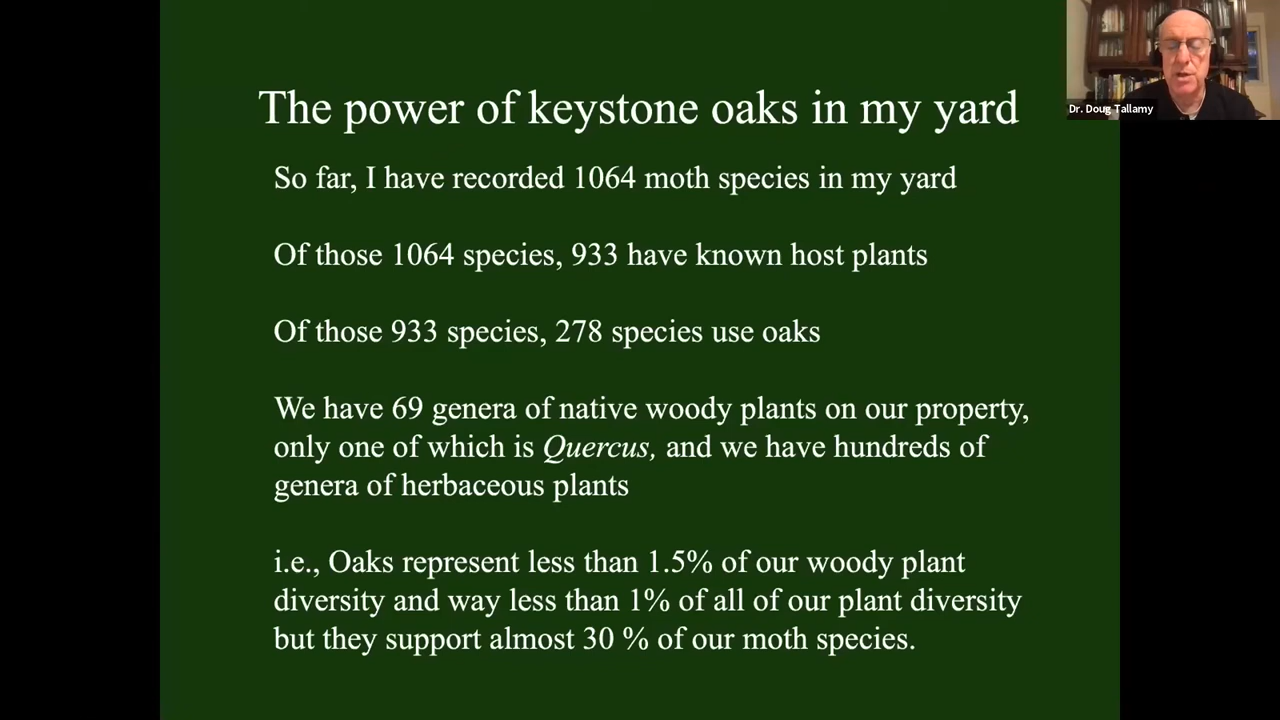 The power of keystone oaks in my yard
Dr. Doug Tallamy
So far, I have recorded 1064 moth species in my yard
Of those 1064 species, 933 have known host plants
Of those 933 species, 278 species use oaks
We have 69 genera of native woody plants on our property,
only one of which is Quercus, and we have hundreds of
genera of herbaceous plants
i.e., Oaks represent less than 1.5% of our woody plant
diversity and way less than 1% of all of our plant diversity
but they support almost 30 % of our moth species.